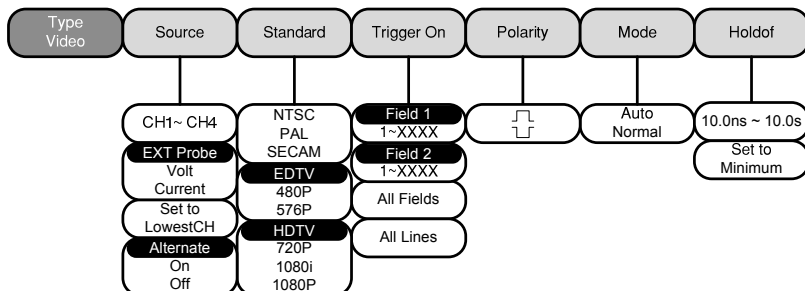 Type
Video
Source
Standard
Trigger On
Polarity
Mode
Holdof
CH1~ CH4
EXT Probe
Volt
Current
Set to
LowestCH
Alternate
On
Off
NTSC
PAL
SECAM
EDTV
480P
576P
HDTV
720P
1080i
1080P
Field 1
1~XXXX
Field 2
1~XXXX
All Fields
All Lines
Auto
Normal
10.0ns ~ 10.0s
Set to
Minimum